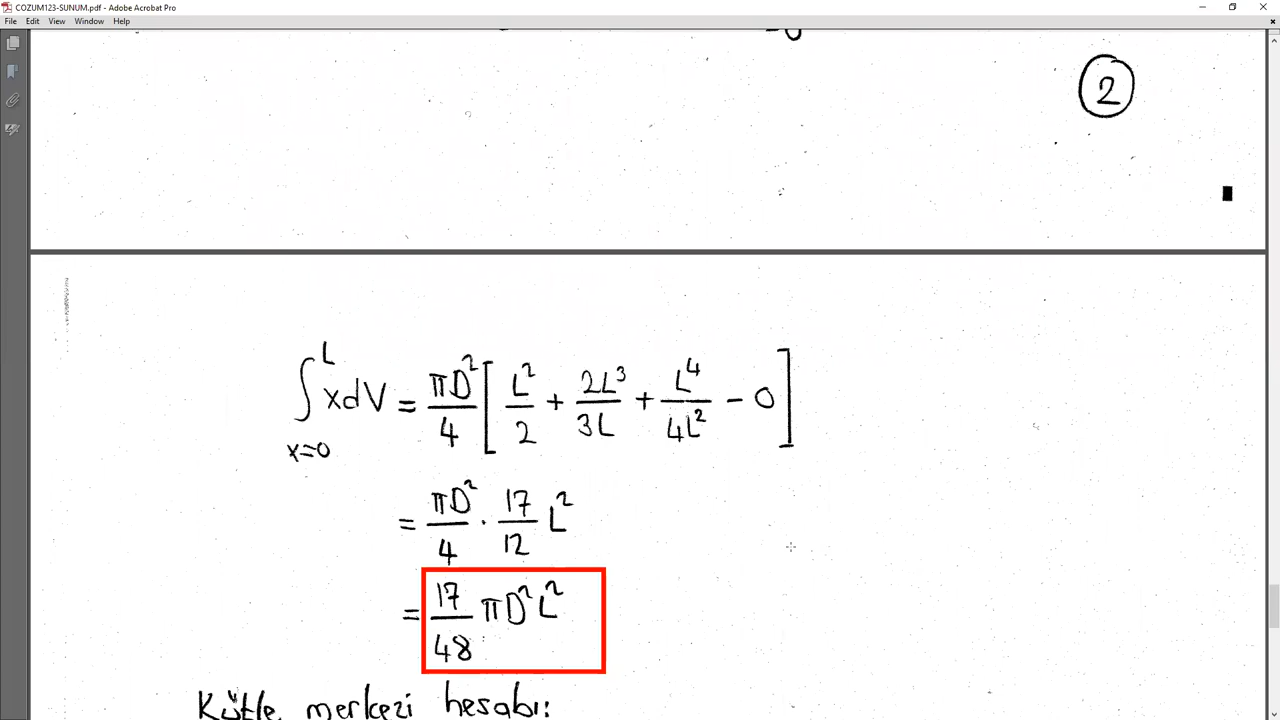 COZUM123-SUNUM.pdf - Adobe Acrobat Pro
File Edit View Window Help
2
∫ₓ₌₀ᴸ xdV = πD²/4 [ L²/2 + 2L³/3L + L⁴/4L² - 0 ]
= πD²/4 · 17/12 L²
= 17/48 πD²L²
Kütle merkezi hesabı: